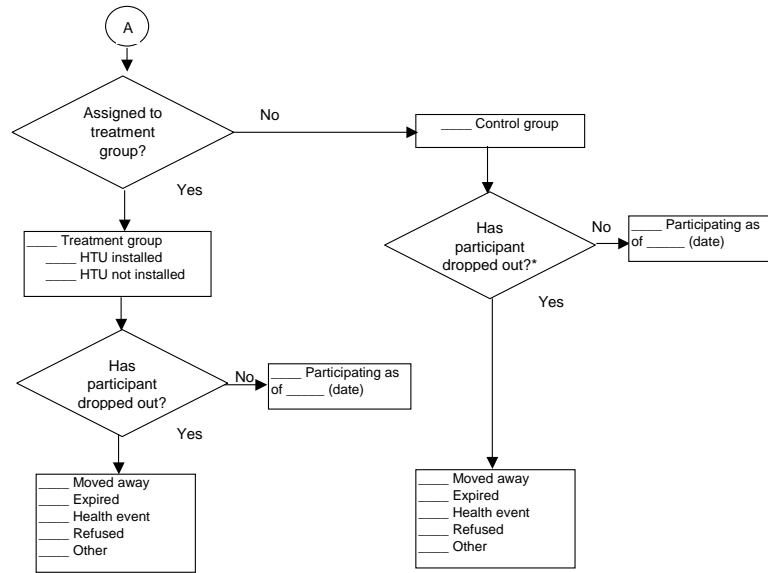 A
Assigned to
treatment
group?
No
____ Control group
Yes
____ Treatment group
____ HTU installed
____ HTU not installed
Has
participant
dropped out?*
No
____ Participating as
of _____ (date)
Yes
Has
participant
dropped out?
No
____ Participating as
of _____ (date)
Yes
____ Moved away
____ Expired
____ Health event
____ Refused
____ Other
____ Moved away
____ Expired
____ Health event
____ Refused
____ Other